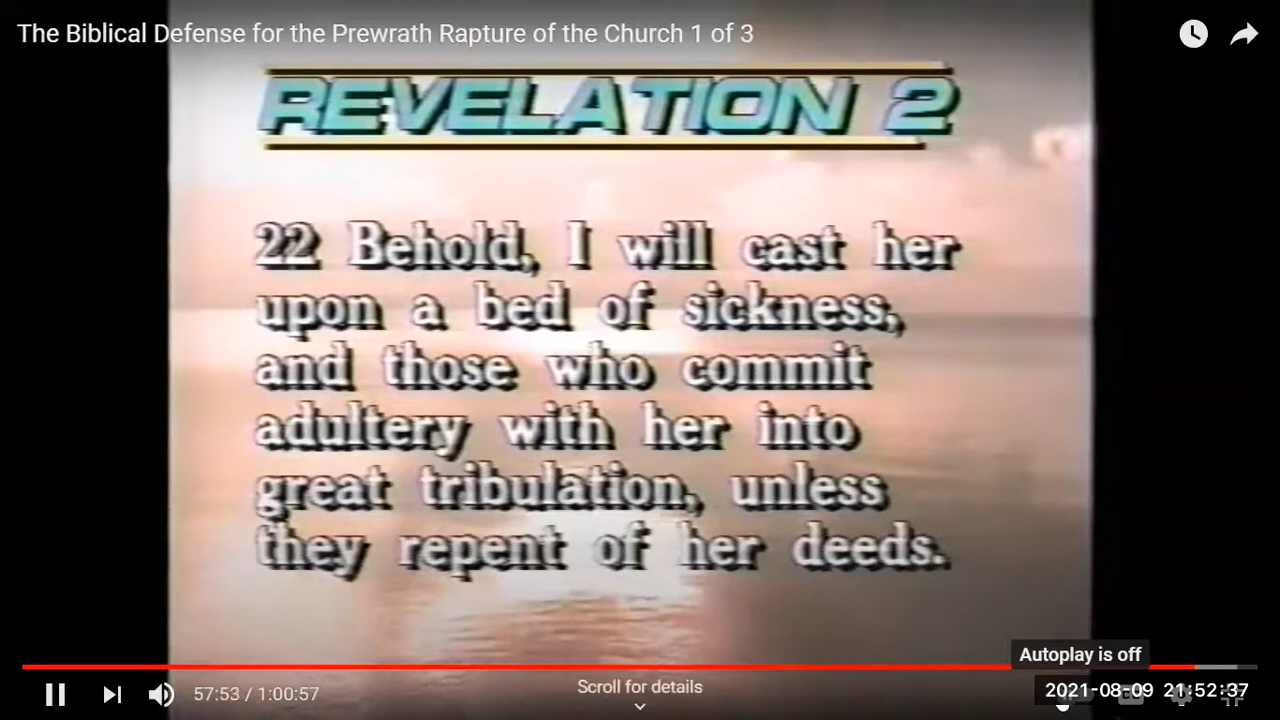 The Biblical Defense for the Prewrath Rapture of the Church 1 of 3
REVELATION 2
22 Behold, I will cast her
upon a bed of sickness,
and those who commit
adultery with her into
great tribulation, unless
they repent of her deeds.
Autoplay is off
57:53 / 1:00:57
Scroll for details
2021-08-09 21:52:37